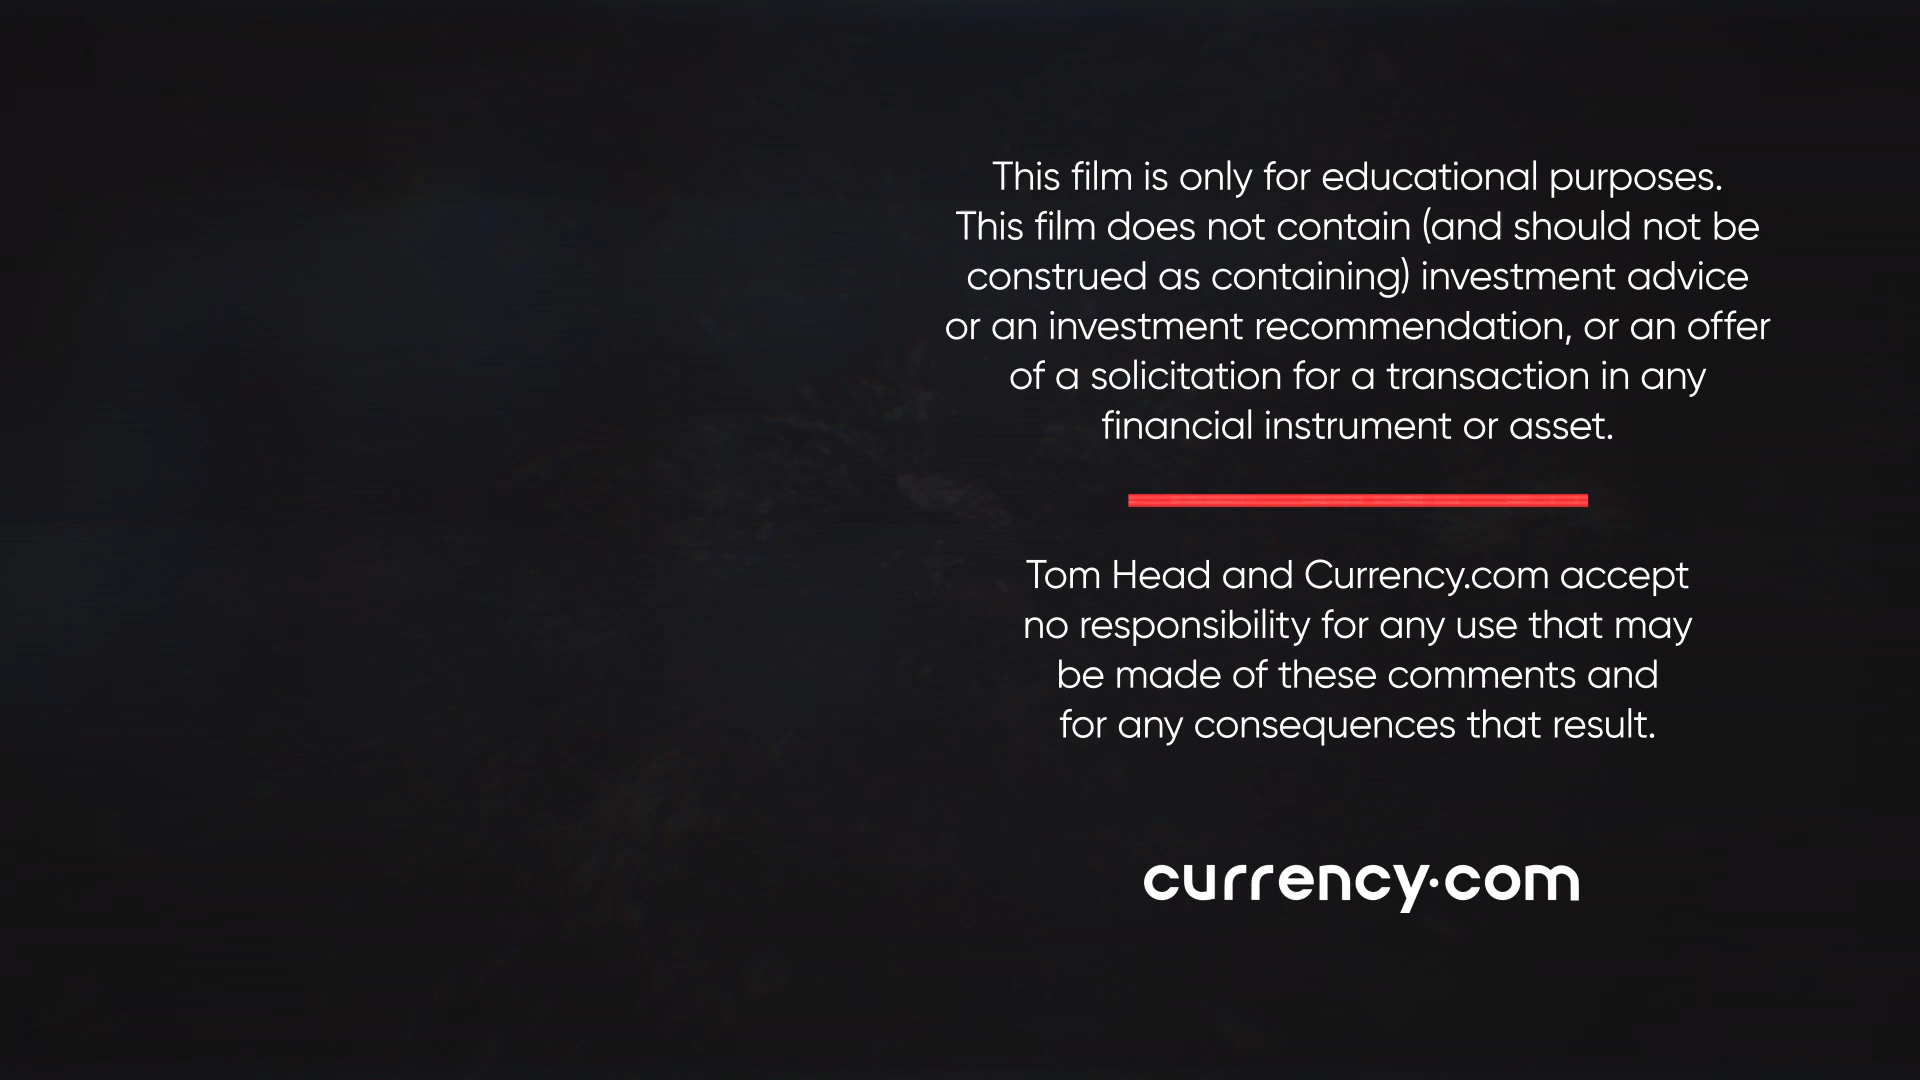 This film is only for educational purposes.
This film does not contain (and should not be
construed as containing) investment advice
or an investment recommendation, or an offer
of a solicitation for a transaction in any
financial instrument or asset.
Tom Head and Currency.com accept
no responsibility for any use that may
be made of these comments and
for any consequences that result.
currency.com